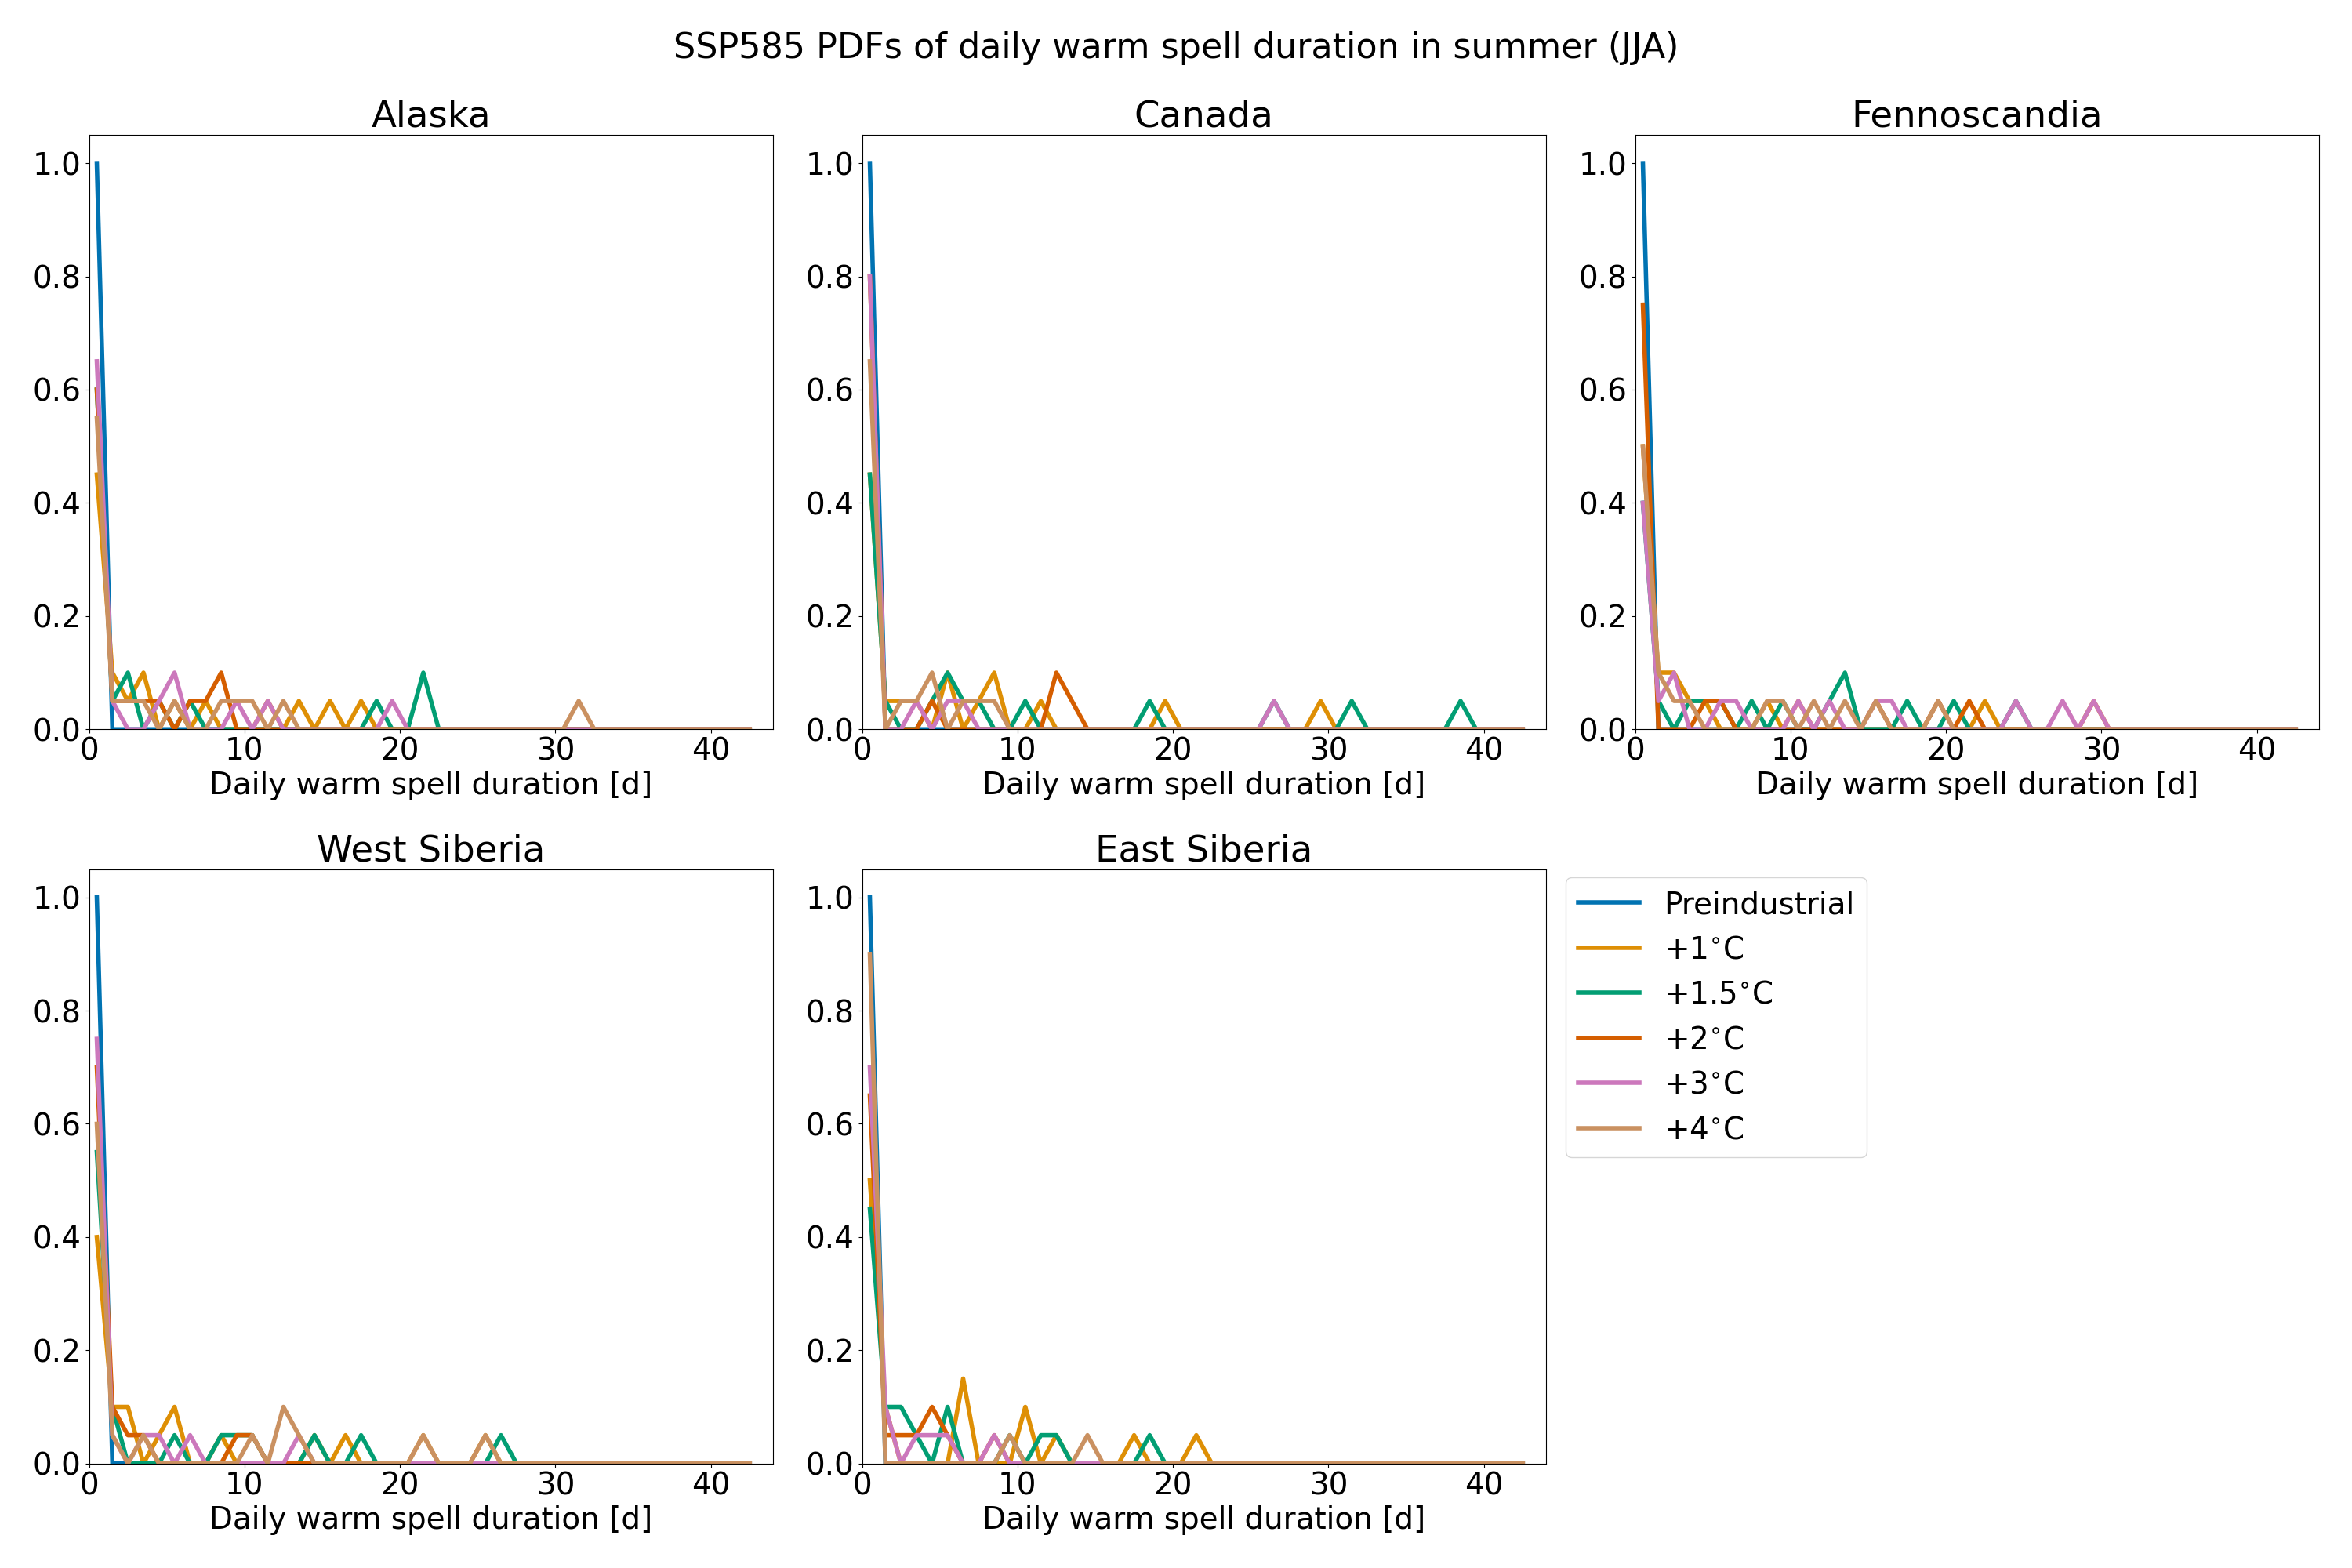 SSP585 PDFs of daily warm spell duration in summer (JJA)
Alaska
1.0
0.8
0.6
0.4
0.2
0.0
0 10 20 30 40
Daily warm spell duration [d]
Canada
1.0
0.8
0.6
0.4
0.2
0.0
0 10 20 30 40
Daily warm spell duration [d]
Fennoscandia
1.0
0.8
0.6
0.4
0.2
0.0
0 10 20 30 40
Daily warm spell duration [d]
West Siberia
1.0
0.8
0.6
0.4
0.2
0.0
0 10 20 30 40
Daily warm spell duration [d]
East Siberia
1.0
0.8
0.6
0.4
0.2
0.0
0 10 20 30 40
Daily warm spell duration [d]
Preindustrial
+1°C
+1.5°C
+2°C
+3°C
+4°C